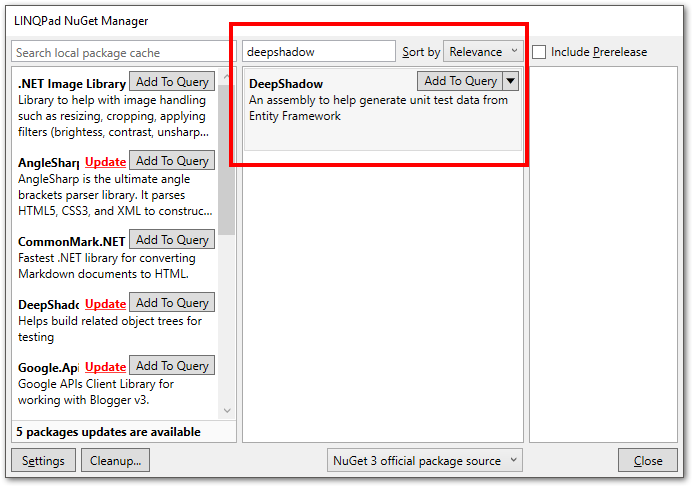 LINQPad NuGet Manager
Search local package cache
deepshadow
Sort by Relevance
Include Prerelease
.NET Image Library Add To Query
Library to help with image handling
such as resizing, cropping, applying
filters (brightess, contrast, unsharp...
AngleSharp Update Add To Query
AngleSharp is the ultimate angle
brackets parser library. It parses
HTML5, CSS3, and XML to construc...
CommonMark.NET Add To Query
Fastest .NET library for converting
Markdown documents to HTML.
DeepShado Update Add To Query
Helps build related object trees for
testing
Google.Api Update Add To Query
Google APIs Client Library for
working with Blogger v3.
5 packages updates are available
DeepShadow Add To Query
An assembly to help generate unit test data from
Entity Framework
Settings
Cleanup...
NuGet 3 official package source
Close